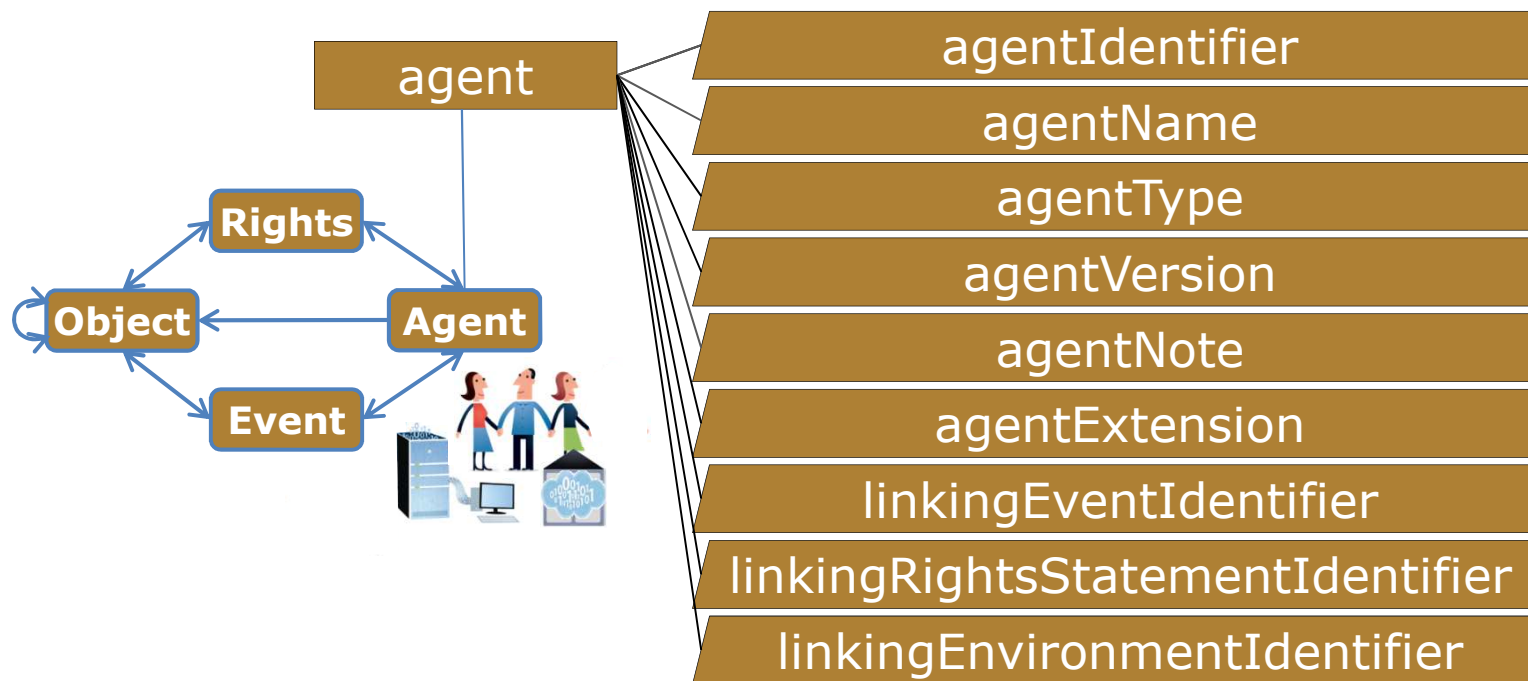 agent
Rights
Object
Agent
Event
agentIdentifier
agentName
agentType
agentVersion
agentNote
agentExtension
linkingEventIdentifier
linkingRightsStatementIdentifier
linkingEnvironmentIdentifier